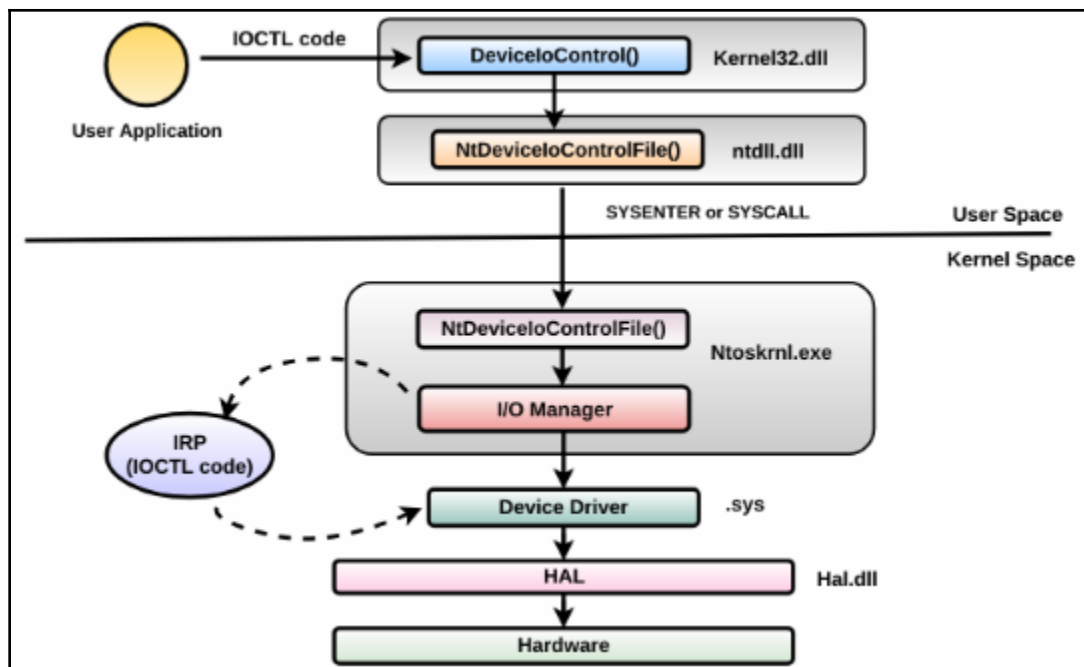 IOCTL code
DeviceIoControl()
Kernel32.dll
User Application
NtDeviceIoControlFile()
ntdll.dll
SYSENTER or SYSCALL
User Space
Kernel Space
NtDeviceIoControlFile()
Ntoskrnl.exe
I/O Manager
IRP
(IOCTL code)
Device Driver
.sys
HAL
Hal.dll
Hardware